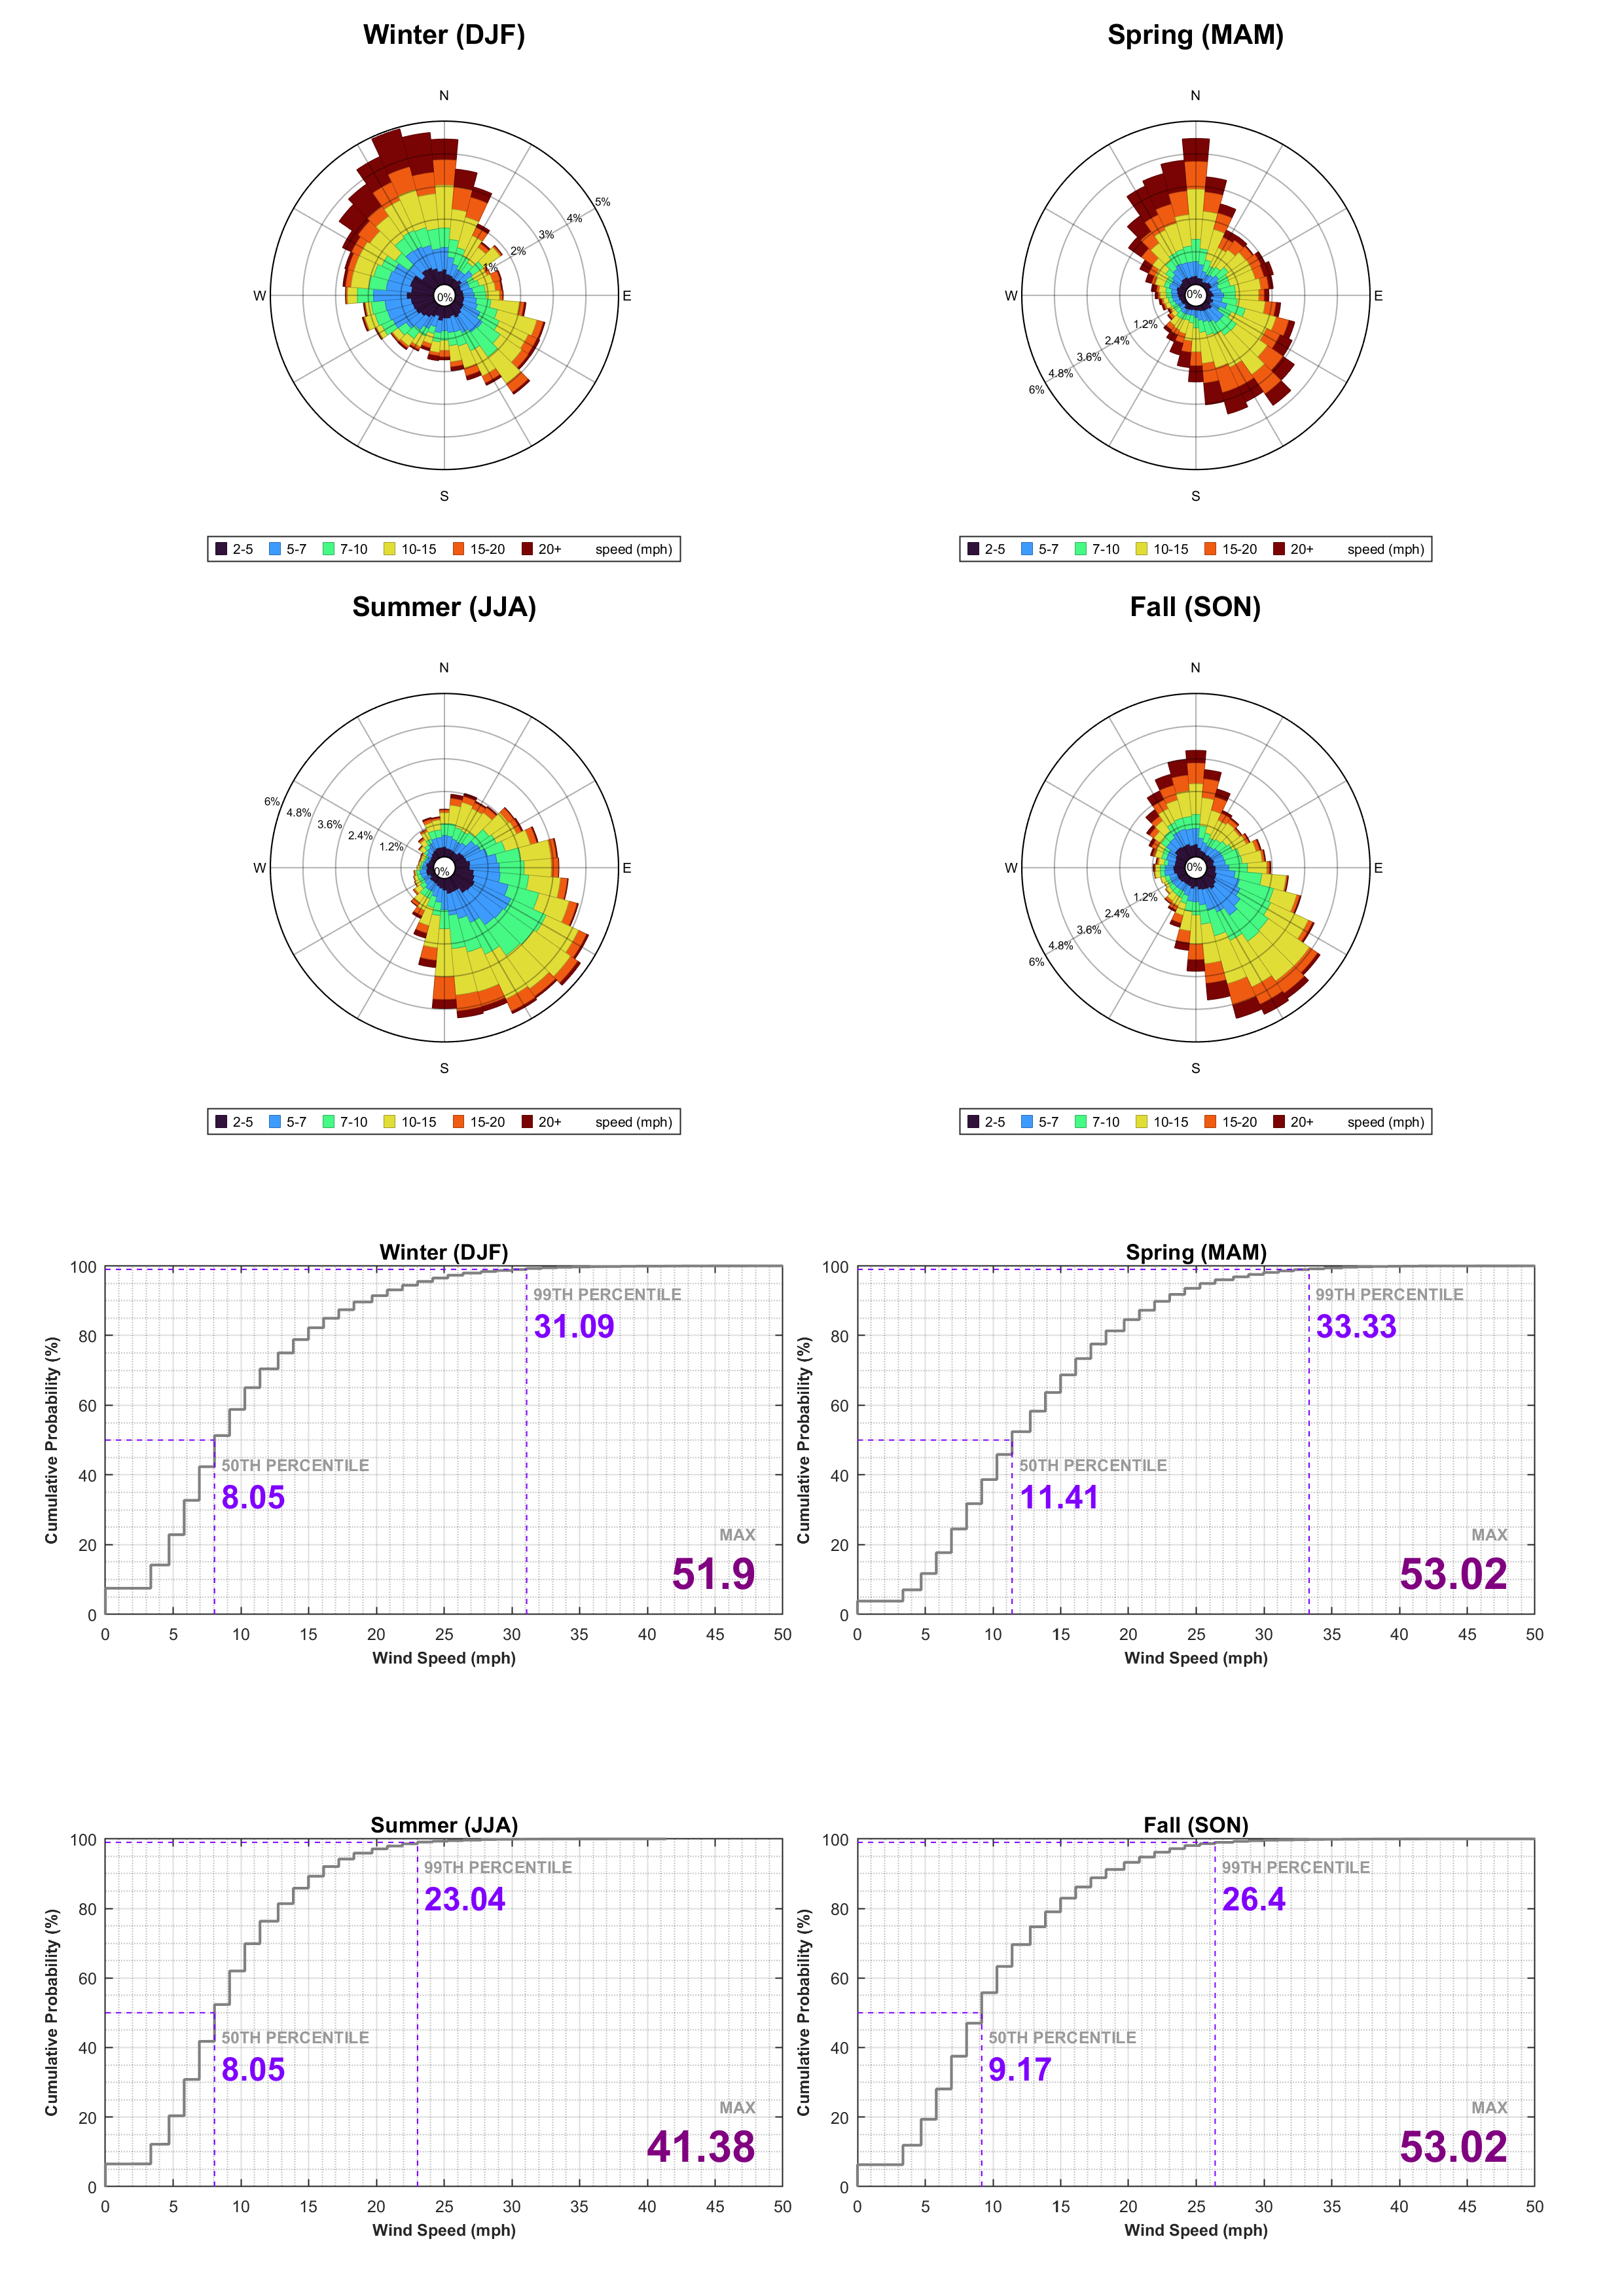 Winter (DJF)
N
5%
4%
3%
2%
1%
0%
W
E
S
2-5 5-7 7-10 10-15 15-20 20+ speed (mph)
Spring (MAM)
N
W
0%
E
1.2%
2.4%
3.6%
4.8%
6%
S
2-5 5-7 7-10 10-15 15-20 20+ speed (mph)
Summer (JJA)
N
6%
4.8%
3.6%
2.4%
1.2%
0%
W
E
S
2-5 5-7 7-10 10-15 15-20 20+ speed (mph)
Fall (SON)
N
W
0%
E
1.2%
2.4%
3.6%
4.8%
6%
S
2-5 5-7 7-10 10-15 15-20 20+ speed (mph)
Winter (DJF)
Cumulative Probability (%)
100
80
60
40
20
0
99TH PERCENTILE
31.09
50TH PERCENTILE
8.05
MAX
51.9
0 5 10 15 20 25 30 35 40 45 50
Wind Speed (mph)
Spring (MAM)
Cumulative Probability (%)
100
80
60
40
20
0
99TH PERCENTILE
33.33
50TH PERCENTILE
11.41
MAX
53.02
0 5 10 15 20 25 30 35 40 45 50
Wind Speed (mph)
Summer (JJA)
Cumulative Probability (%)
100
80
60
40
20
0
99TH PERCENTILE
23.04
50TH PERCENTILE
8.05
MAX
41.38
0 5 10 15 20 25 30 35 40 45 50
Wind Speed (mph)
Fall (SON)
Cumulative Probability (%)
100
80
60
40
20
0
99TH PERCENTILE
26.4
50TH PERCENTILE
9.17
MAX
53.02
0 5 10 15 20 25 30 35 40 45 50
Wind Speed (mph)